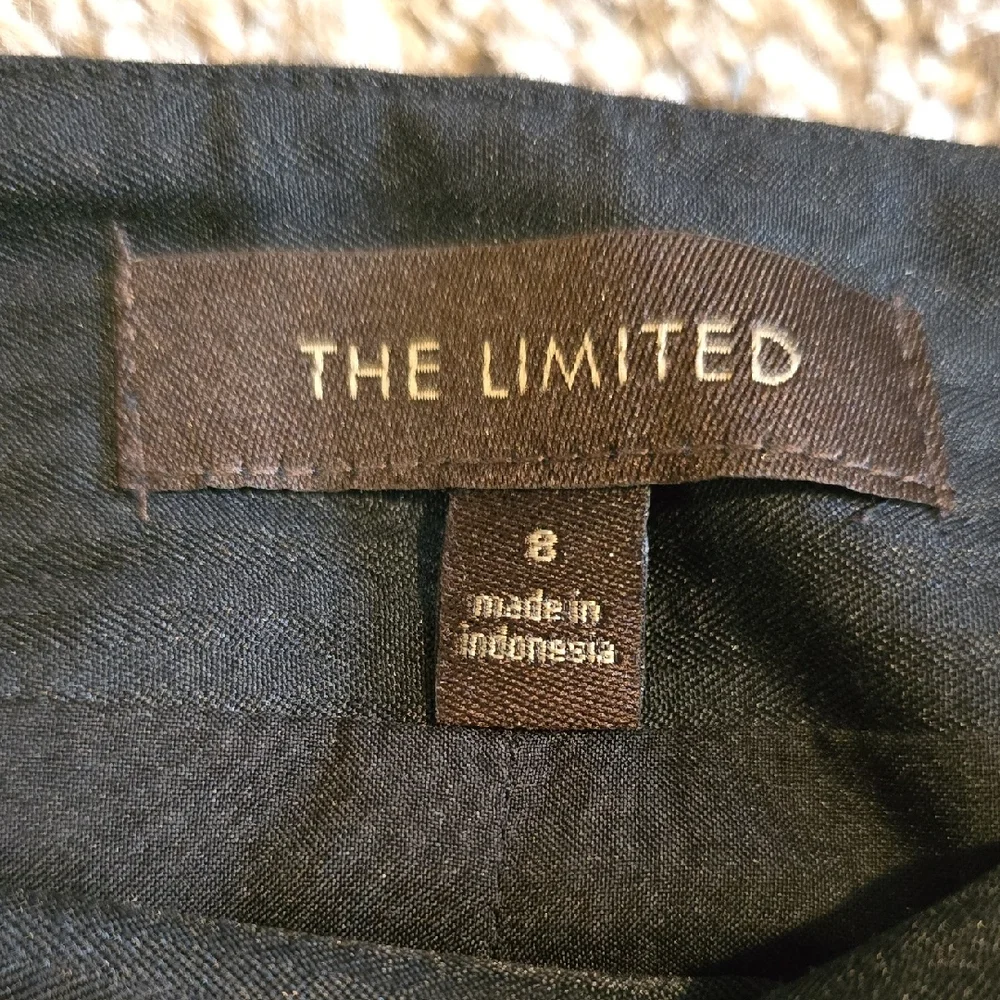 THE LIMITED
8
made in
indonesia